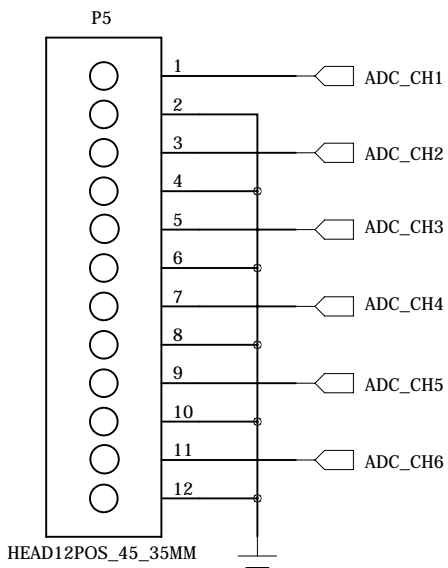 P5
1
ADC_CH1
2
3
ADC_CH2
4
5
ADC_CH3
6
7
ADC_CH4
8
9
ADC_CH5
10
11
ADC_CH6
12
HEAD12POS_45_35MM